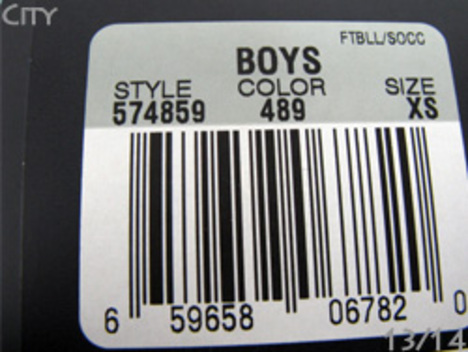 CITY
FTBLL/SOCC
BOYS
STYLE COLOR SIZE
574859 489 XS
6 59658 06782 0
13/14